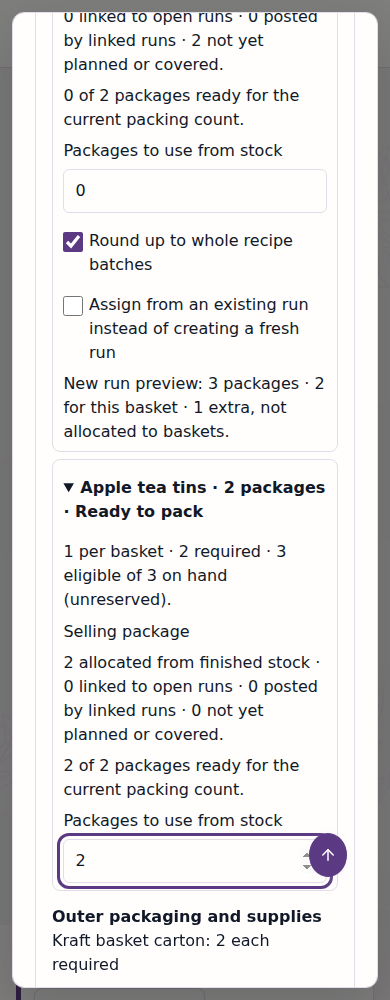 0 linked to open runs · 0 posted
by linked runs · 2 not yet
planned or covered.
0 of 2 packages ready for the
current packing count.
Packages to use from stock
0
Round up to whole recipe
batches
Assign from an existing run
instead of creating a fresh
run
New run preview: 3 packages · 2
for this basket · 1 extra, not
allocated to baskets.
▼ Apple tea tins · 2 packages
· Ready to pack
1 per basket · 2 required · 3
eligible of 3 on hand
(unreserved).
Selling package
2 allocated from finished stock ·
0 linked to open runs · 0 posted
by linked runs · 0 not yet
planned or covered.
2 of 2 packages ready for the
current packing count.
Packages to use from stock
2
Outer packaging and supplies
Kraft basket carton: 2 each
required